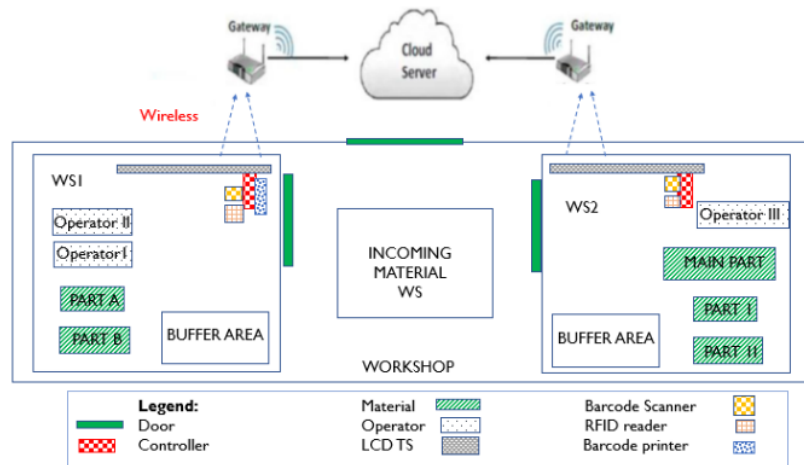 Gateway
Cloud
Server
Gateway
Wireless
WS1
Operator II
Operator I
PART A
PART B
BUFFER AREA
INCOMING
MATERIAL
WS
WORKSHOP
WS2
Operator III
MAIN PART
PART I
PART 11
BUFFER AREA
Legend:
Door
Controller
Material
Operator
LCD TS
Barcode Scanner
RFID reader
Barcode printer